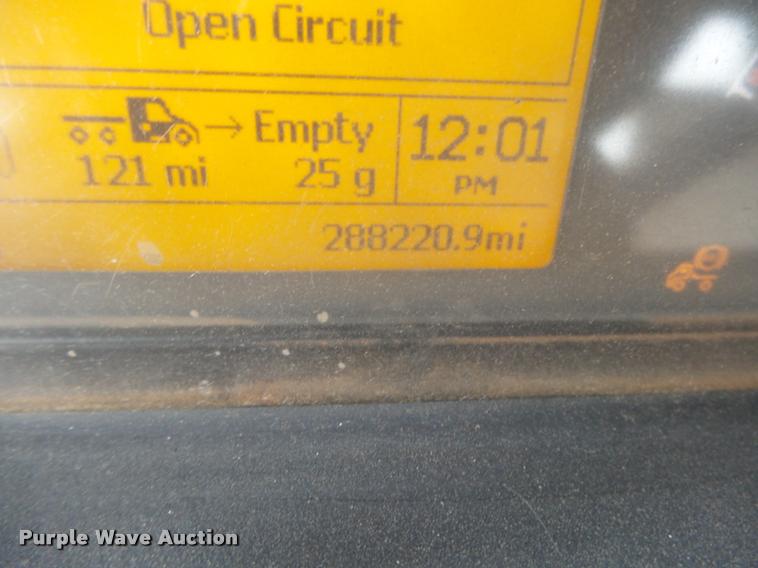 Open Circuit
→ Empty
121 mi 25 g
12:01
PM
288220.9mi
Purple Wave Auction